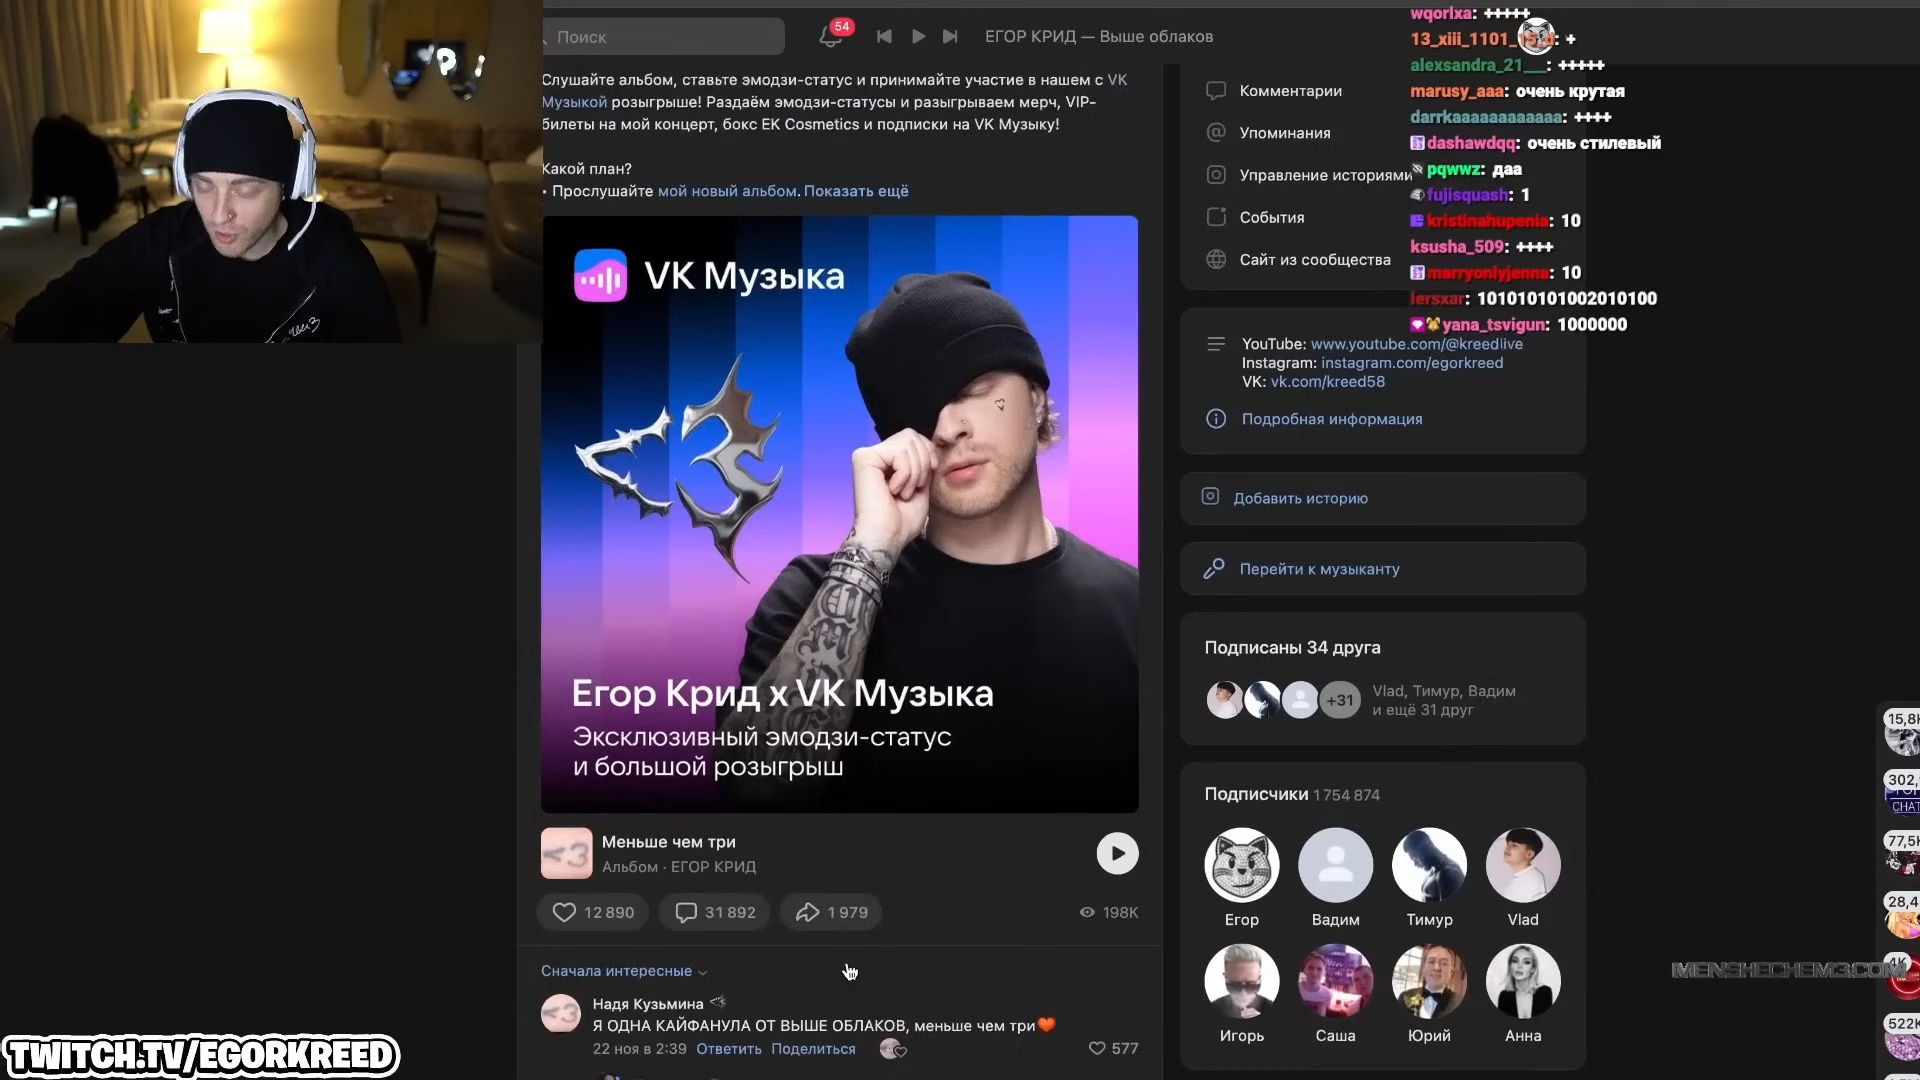 Поиск
54
ЕГОР КРИД — Выше облаков
wqorlxa: +++++
alexsandra_21___: +++++
marusy_aaa: очень крутая
darrkaaaaaaaaaaaa: ++++
dashawdqq: очень стилевый
pqwwz: даа
fujisquash: 1
kristinahupenia: 10
ksusha_509: ++++
marryonlyjenna: 10
lersxar: 101010101002010100
yana_tsvigun: 1000000
Слушайте альбом, ставьте эмодзи-статус и принимайте участие в нашем с VK
Музыкой розыгрыше! Раздаём эмодзи-статусы и разыгрываем мерч, VIP-
билеты на мой концерт, бокс EK Cosmetics и подписки на VK Музыку!
Какой план?
• Прослушайте мой новый альбом. Показать ещё
VK Музыка
Егор Крид x VK Музыка
Эксклюзивный эмодзи-статус
и большой розыгрыш
<3
Меньше чем три
Альбом · ЕГОР КРИД
12 890
31 892
1 979
198K
Сначала интересные
<3
Надя Кузьмина
Я ОДНА КАЙФАНУЛА ОТ ВЫШЕ ОБЛАКОВ, меньше чем три
22 ноя в 2:39 Ответить Поделиться
577
Комментарии
Упоминания
Управление историями
События
Сайт из сообщества
YouTube: www.youtube.com/@kreedlive
Instagram: instagram.com/egorkreed
VK: vk.com/kreed58
Подробная информация
Добавить историю
Перейти к музыканту
Подписаны 34 друга
+31
Vlad, Тимур, Вадим
и ещё 31 друг
Подписчики 1 754 874
Егор
Вадим
Тимур
Vlad
Игорь
Саша
Юрий
Анна
CHAT
MENSHECHEM3.COM
TWITCH.TV/EGORKREED